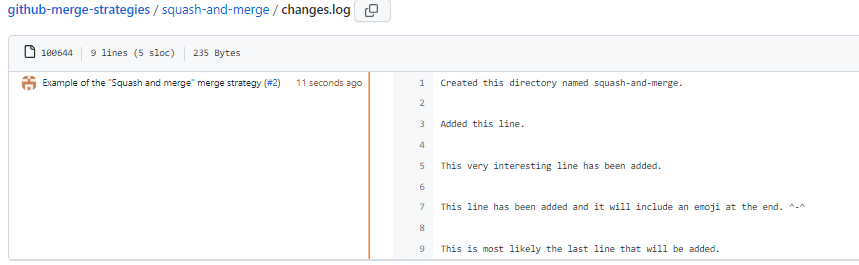 github-merge-strategies / squash-and-merge / changes.log
100644 9 lines (5 sloc) 235 Bytes
Example of the "Squash and merge" merge strategy (#2) 11 seconds ago
1 Created this directory named squash-and-merge.
2
3 Added this line.
4
5 This very interesting line has been added.
6
7 This line has been added and it will include an emoji at the end. ^-^
8
9 This is most likely the last line that will be added.